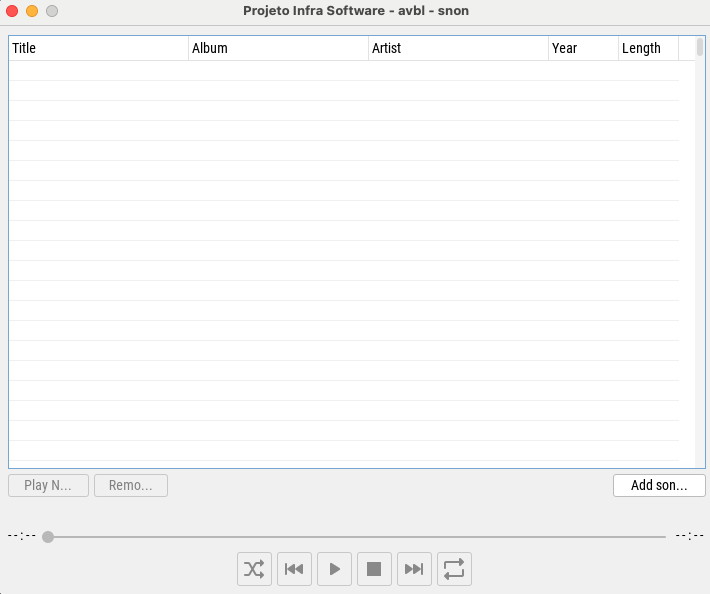 Projeto Infra Software - avbl - snon
Title Album Artist Year Length
Play N... Remo... Add son...
--:-- --:--